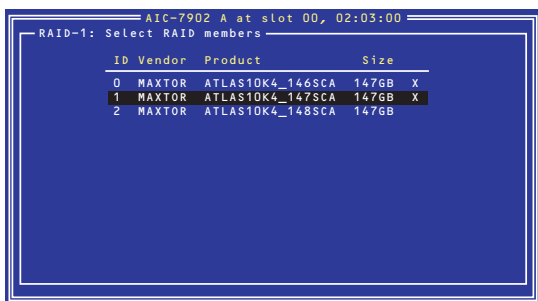 AIC-7902 A at slot 00, 02:03:00
RAID-1: Select RAID members
ID Vendor Product Size
0 MAXTOR ATLAS10K4_146SCA 147GB X
1 MAXTOR ATLAS10K4_147SCA 147GB X
2 MAXTOR ATLAS10K4_148SCA 147GB